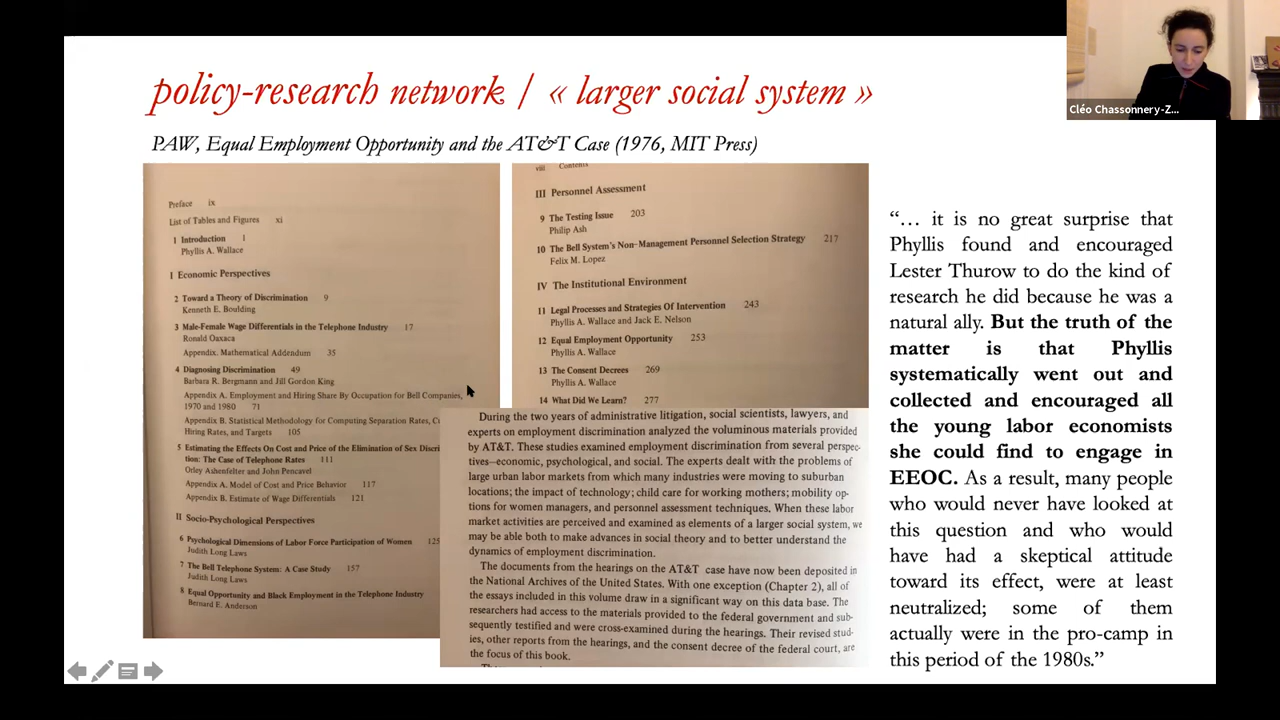 policy-research network / « larger social system »
PAW, Equal Employment Opportunity and the AT&T Case (1976, MIT Press)
Preface ix
List of Tables and Figures xi
1 Introduction 1
Phyllis A. Wallace
I Economic Perspectives
2 Toward a Theory of Discrimination 9
Kenneth E. Boulding
3 Male-Female Wage Differentials in the Telephone Industry 17
Ronald Oaxaca
Appendix. Mathematical Addendum 35
4 Diagnosing Discrimination 49
Barbara R. Bergmann and Jill Gordon King
Appendix A. Employment and Hiring Share By Occupation for Bell Companies,
1970 and 1980 71
Appendix B. Statistical Methodology for Computing Separation Rates,
Hiring Rates, and Targets 105
5 Estimating the Effects On Cost and Price of the Elimination of Sex Discri
tion: The Case of Telephone Rates 111
Orley Ashenfelter and John Pencavel
Appendix A. Model of Cost and Price Behavior 117
Appendix B. Estimate of Wage Differentials 121
II Socio-Psychological Perspectives
6 Psychological Dimensions of Labor Force Participation of Women 125
Judith Long Laws
7 The Bell Telephone System: A Case Study 157
Judith Long Laws
8 Equal Opportunity and Black Employment in the Telephone Industry
Bernard E. Anderson
viii Contents
III Personnel Assessment
9 The Testing Issue 203
Philip Ash
10 The Bell System's Non-Management Personnel Selection Strategy 217
Felix M. Lopez
IV The Institutional Environment
11 Legal Processes and Strategies Of Intervention 243
Phyllis A. Wallace and Jack E. Nelson
12 Equal Employment Opportunity 253
Phyllis A. Wallace
13 The Consent Decrees 269
Phyllis A. Wallace
14 What Did We Learn? 277
During the two years of administrative litigation, social scientists, lawyers, and
experts on employment discrimination analyzed the voluminous materials provided
by AT&T. These studies examined employment discrimination from several perspec-
tives—economic, psychological, and social. The experts dealt with the problems of
large urban labor markets from which many industries were moving to suburban
locations; the impact of technology; child care for working mothers; mobility op-
tions for women managers, and personnel assessment techniques. When these labor
market activities are perceived and examined as elements of a larger social system, we
may be able both to make advances in social theory and to better understand the
dynamics of employment discrimination.
The documents from the hearings on the AT&T case have now been deposited in
the National Archives of the United States. With one exception (Chapter 2), all of
the essays included in this volume draw in a significant way on this data base. The
researchers had access to the materials provided to the federal government and sub-
sequently testified and were cross-examined during the hearings. Their revised stud-
ies, other reports from the hearings, and the consent decree of the federal court, are
the focus of this book.
“… it is no great surprise that
Phyllis found and encouraged
Lester Thurow to do the kind of
research he did because he was a
natural ally. But the truth of the
matter is that Phyllis
systematically went out and
collected and encouraged all
the young labor economists
she could find to engage in
EEOC. As a result, many people
who would never have looked at
this question and who would
have had a skeptical attitude
toward its effect, were at least
neutralized; some of them
actually were in the pro-camp in
this period of the 1980s.”
Cléo Chassonnery-Z...